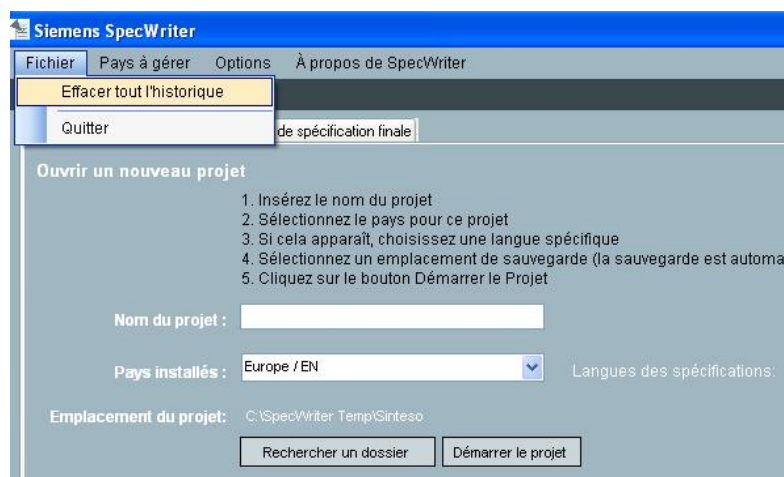 Siemens SpecWriter
Fichier Pays à gérer Options À propos de SpecWriter
Effacer tout l'historique
Quitter
de spécification finale
Ouvrir un nouveau projet
1. Insérez le nom du projet
2. Sélectionnez le pays pour ce projet
3. Si cela apparaît, choisissez une langue spécifique
4. Sélectionnez un emplacement de sauvegarde (la sauvegarde est automa
5. Cliquez sur le bouton Démarrer le Projet
Nom du projet :
Pays installés : Europe / EN Langues des spécifications:
Emplacement du projet: C:\SpecWriter Temp\Sinteso
Rechercher un dossier Démarrer le projet